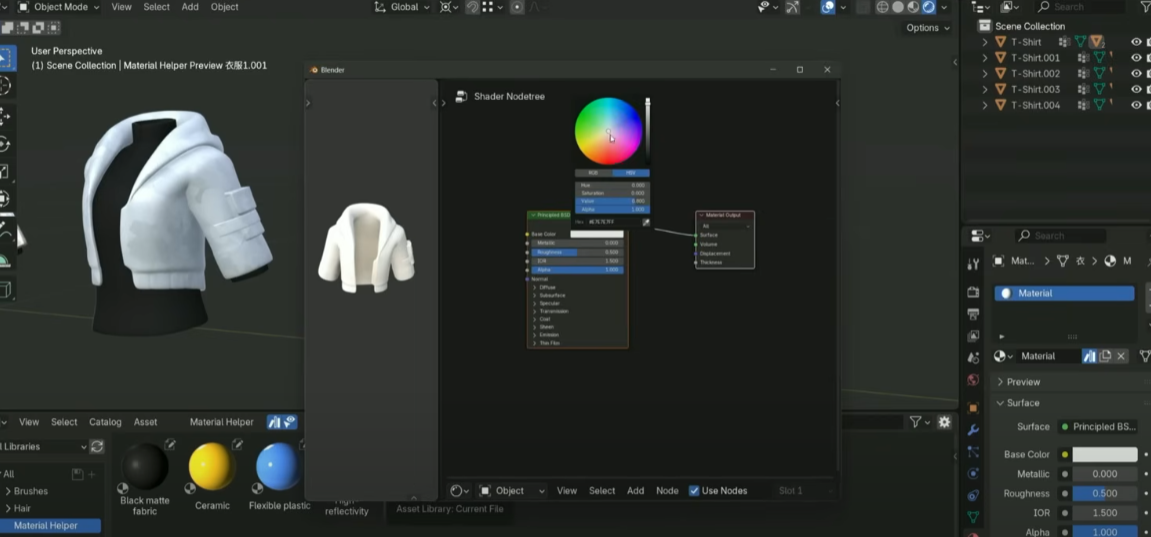 Object Mode View Select Add Object Global Search
Options
User Perspective
(1) Scene Collection | Material Helper Preview 衣服1.001
Scene Collection
T-Shirt
T-Shirt.001
T-Shirt.002
T-Shirt.003
T-Shirt.004
Blender
Shader Nodetree
RGB HSV
Hue: 0.000
Saturation: 0.000
Value
Alpha 1.000
Hex
Principled BSD
Base Color
Metallic 0.000
Roughness 0.500
IOR 1.500
Alpha 1.000
Normal
Diffuse
Subsurface
Specular
Transmission
Coat
Sheen
Emission
Thin Film
Material Output
All
Surface
Volume
Displacement
Thickness
Object View Select Add Node Use Nodes Slot 1
Asset Library: Current File
View Select Catalog Asset Material Helper
l Libraries
All
Brushes
Hair
Material Helper
Black matte
fabric
Ceramic
Flexible plastic
High-
reflectivity
Search
Mat... 衣 M
Material
Material
Preview
Surface
Surface Principled BS...
Base Color
Metallic 0.000
Roughness 0.500
IOR 1.500
Alpha 1.000